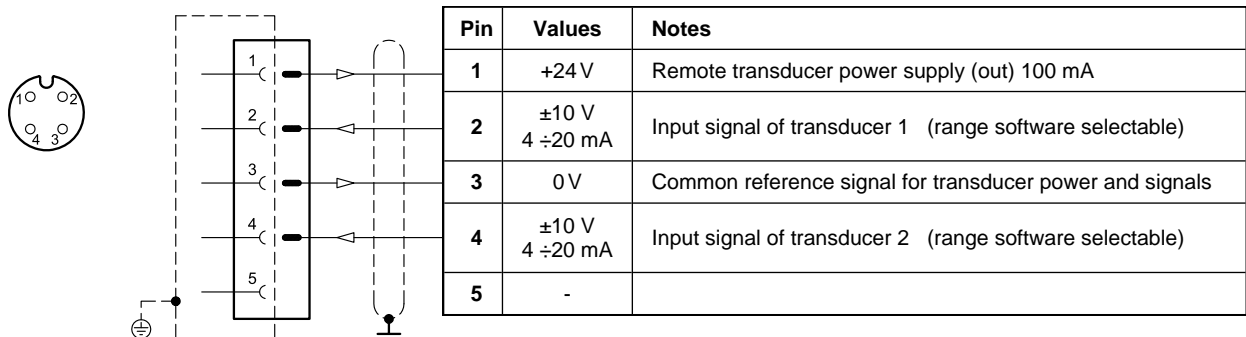 1 2
4 3
1
2
3
4
5
Pin Values Notes
1 +24 V Remote transducer power supply (out) 100 mA
2 ±10 V
4 ÷20 mA Input signal of transducer 1 (range software selectable)
3 0 V Common reference signal for transducer power and signals
4 ±10 V
4 ÷20 mA Input signal of transducer 2 (range software selectable)
5 -